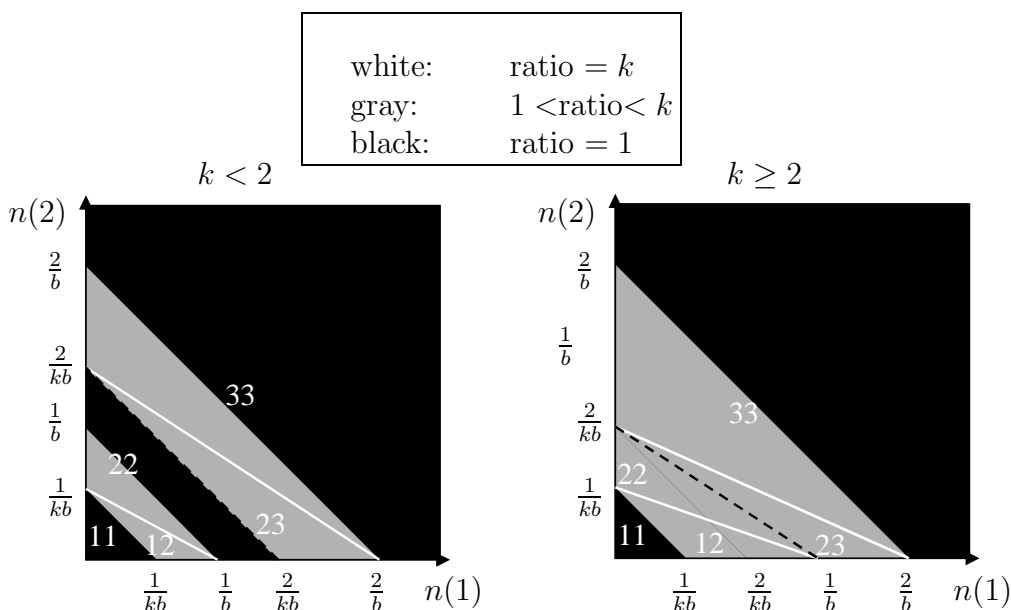 white: ratio = k
gray: 1 <ratio< k
black: ratio = 1
k < 2
k ≥ 2
n(2)
2/b
2/kb
1/b
1/kb
33
22
23
11
12
1/kb
1/b
2/kb
2/b
n(1)
n(2)
2/b
1/b
2/kb
1/kb
33
22
11
12
23
1/kb
2/kb
1/b
2/b
n(1)